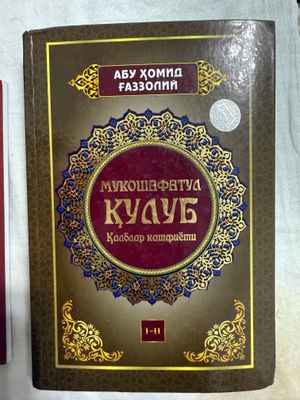 АБУ ҲОМИД
ҒАЗЗОЛИЙ
МУКОШАФАТУЛ
ҚУЛУБ
Қалблар кашфиёти
I-II